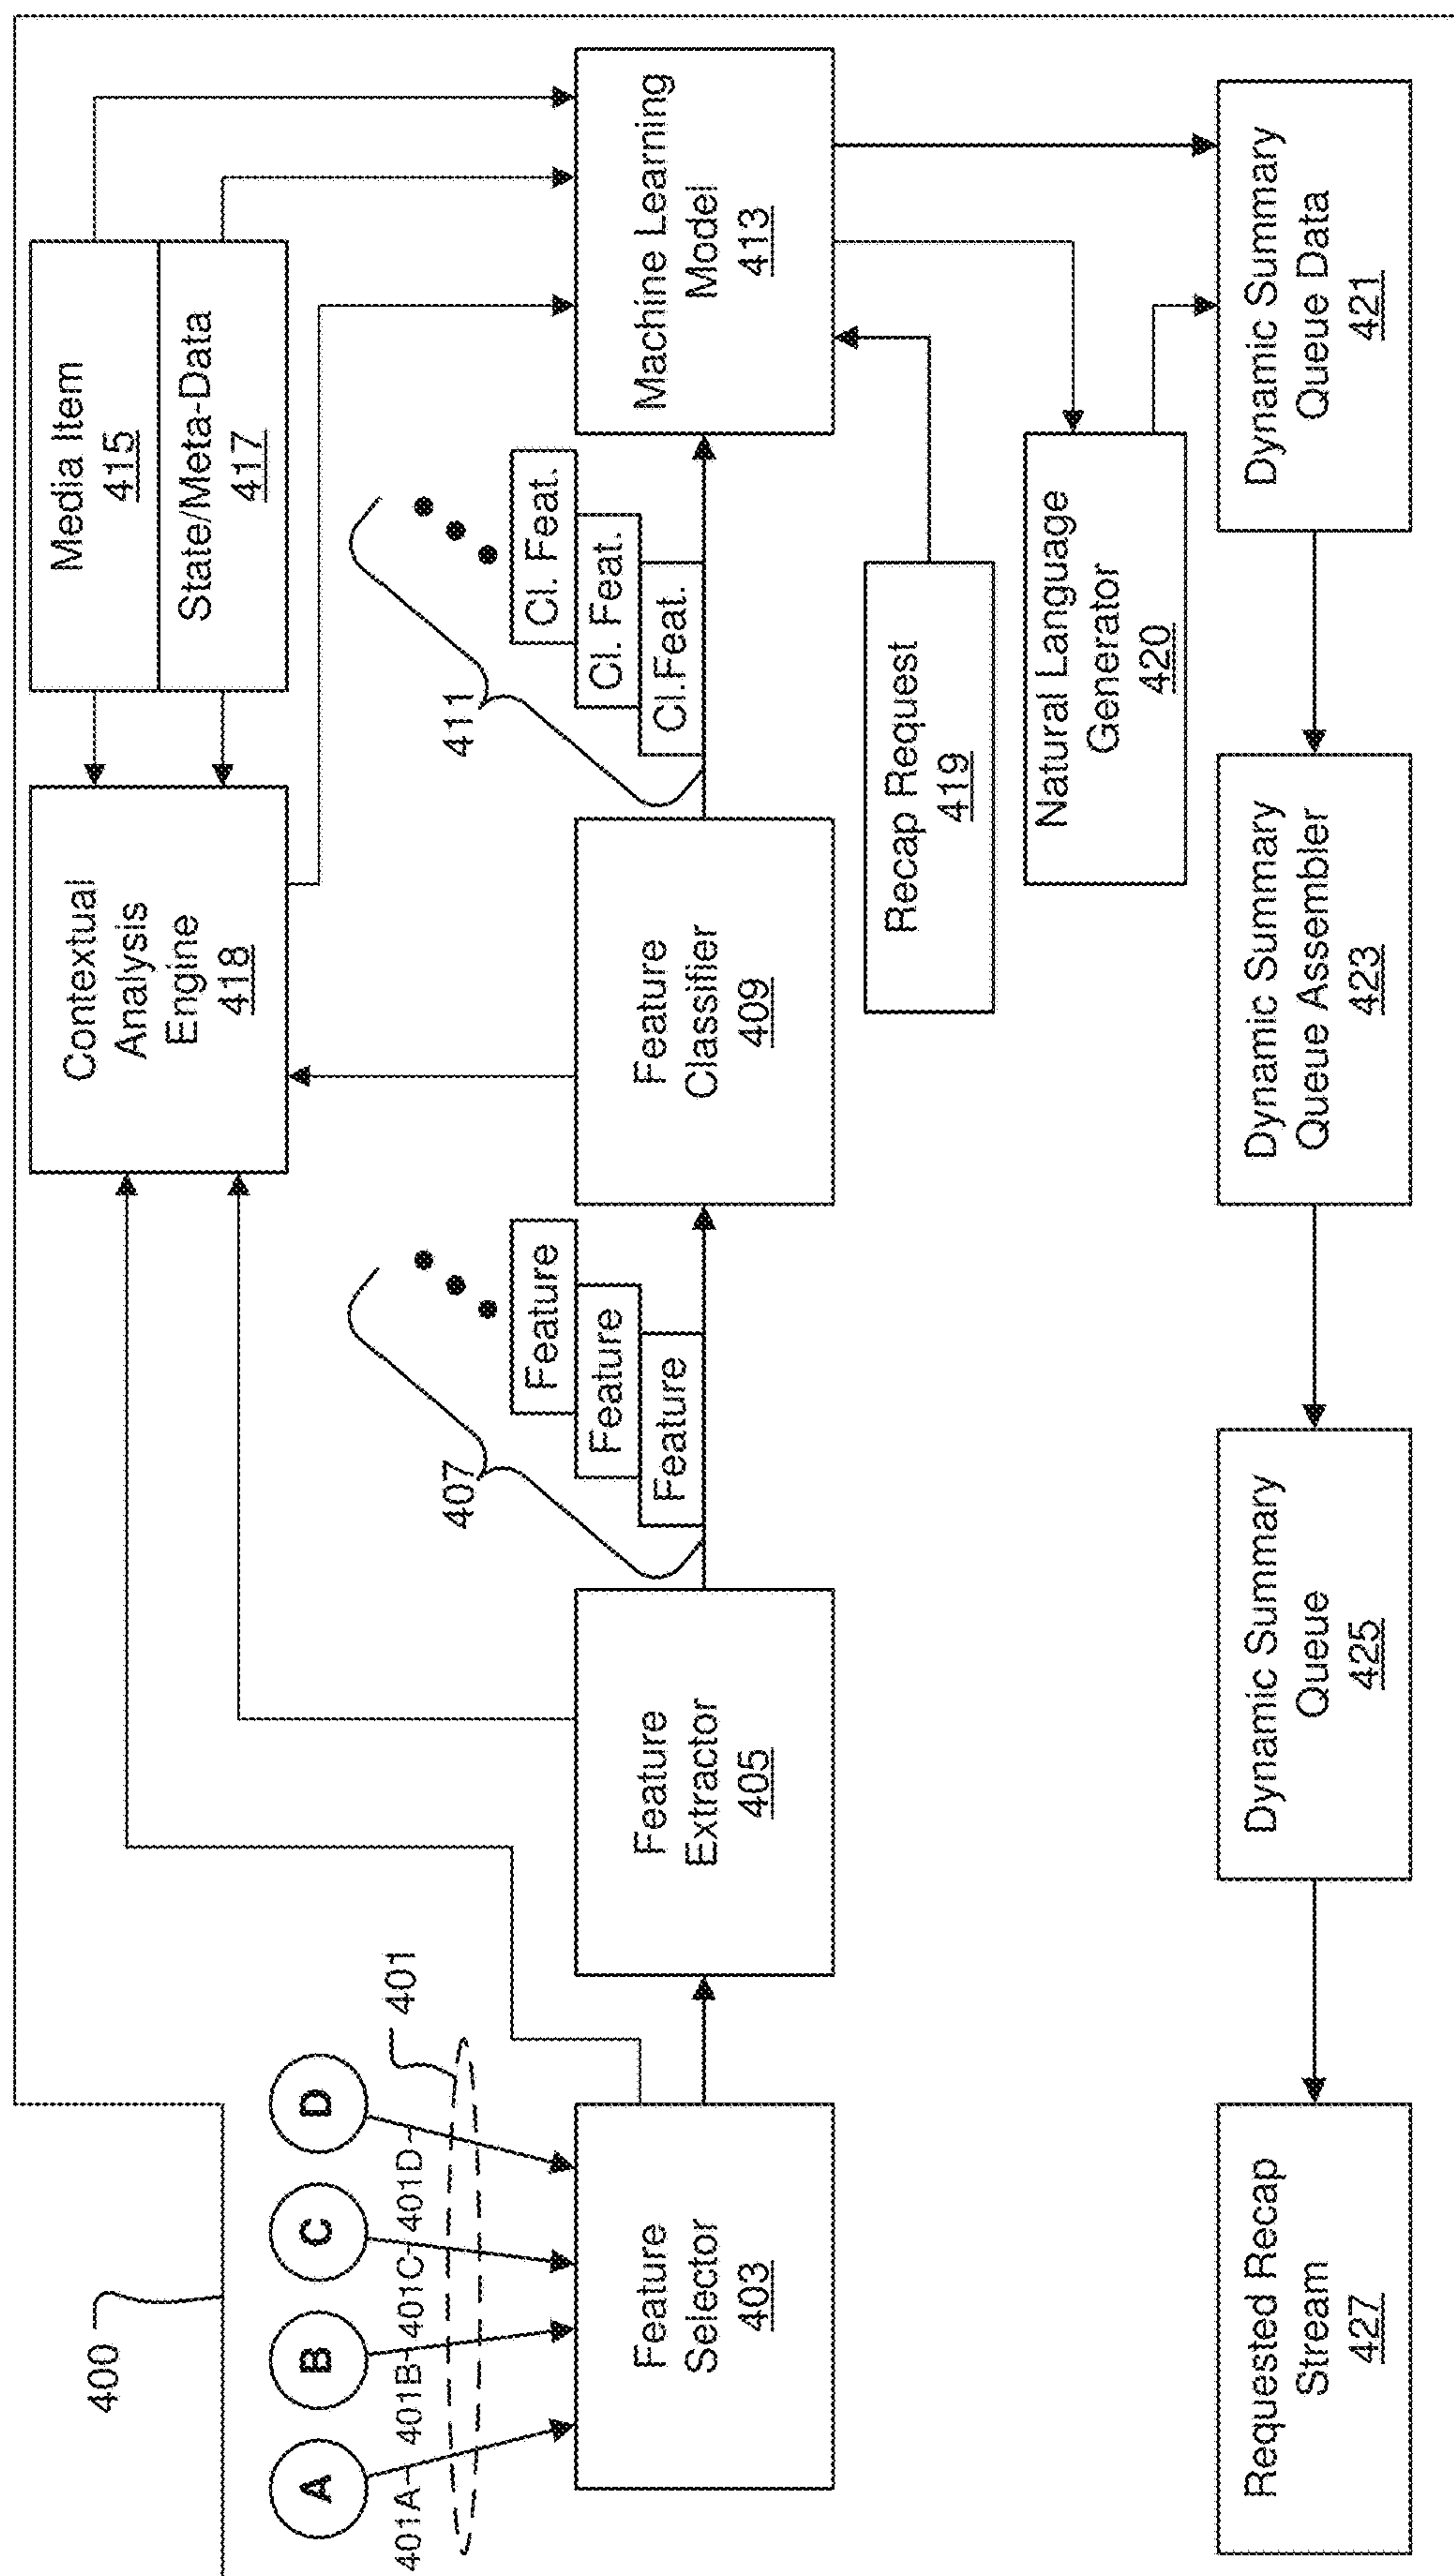 400
A
B
C
D
401A
401B
401C
401D
401
Feature
Selector
403
Feature
Extractor
405
407
Feature
Feature
Feature
Feature
Classifier
409
Contextual
Analysis
Engine
418
Media Item
415
State/Meta-Data
417
411
Cl. Feat.
Cl. Feat.
Cl.Feat.
Machine Learning
Model
413
Recap Request
419
Natural Language
Generator
420
Dynamic Summary
Queue Data
421
Dynamic Summary
Queue Assembler
423
Dynamic Summary
Queue
425
Requested Recap
Stream
427